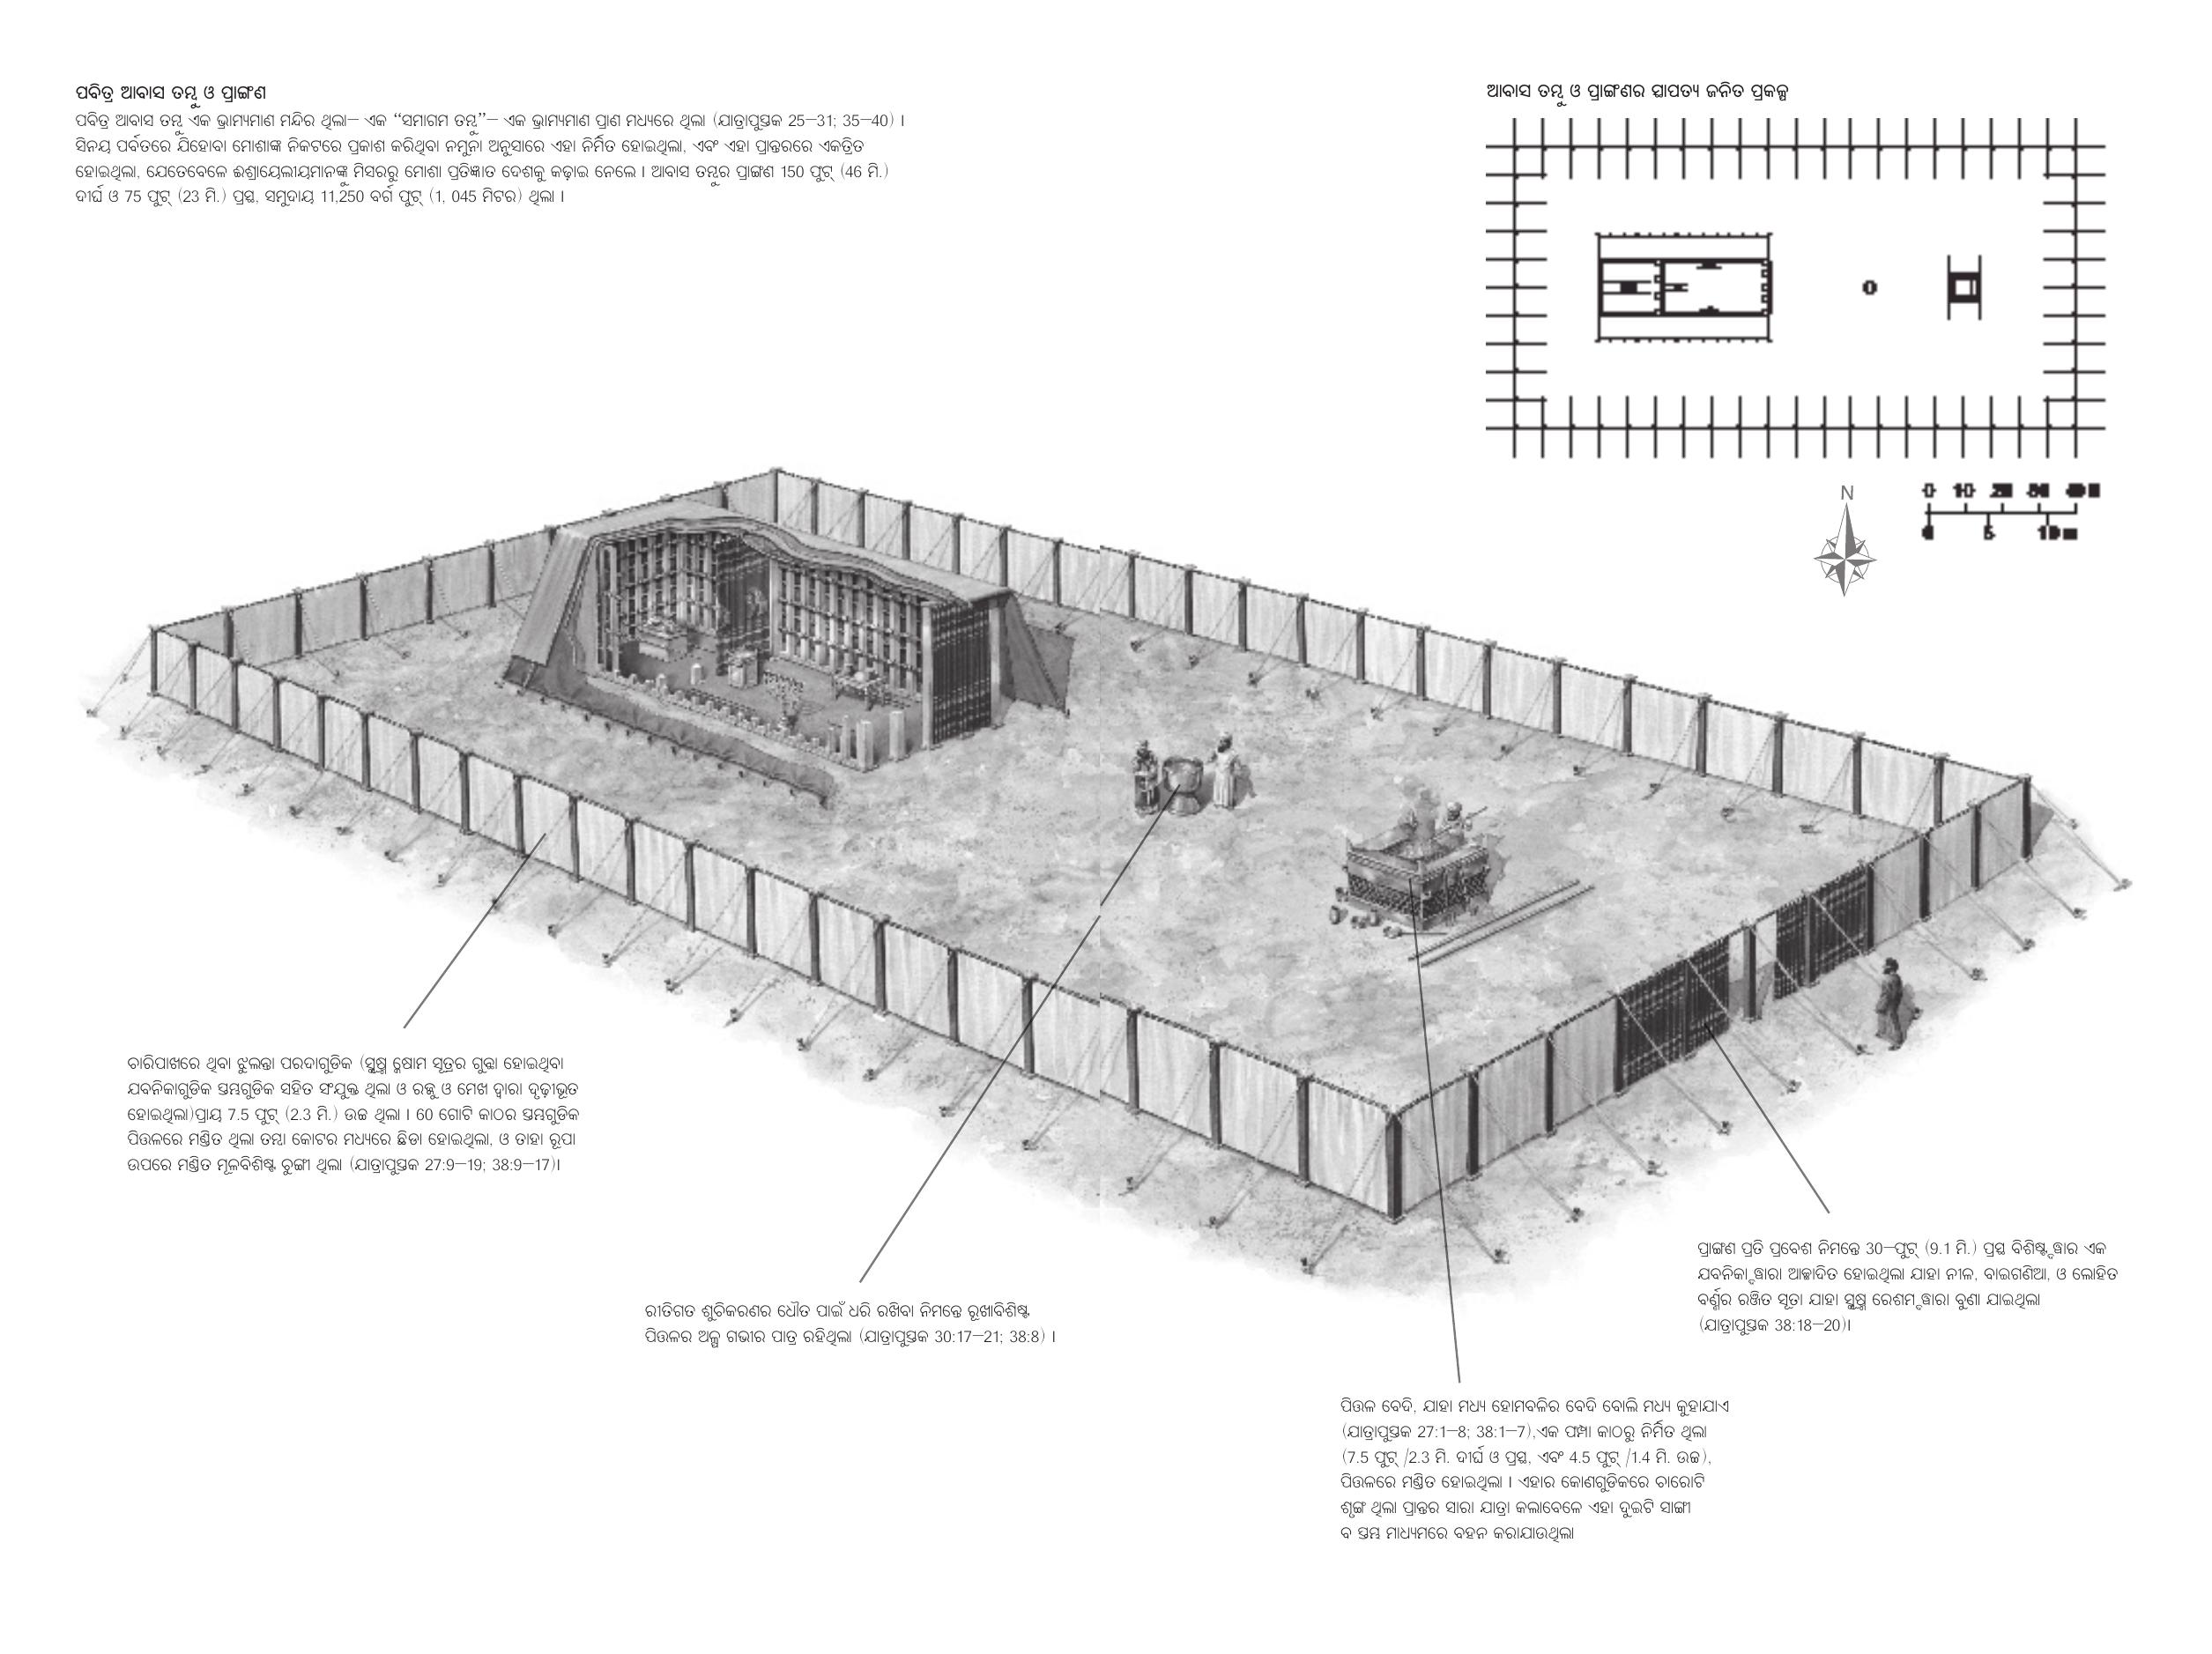 ପବିତ୍ର ଆବାସ ତମ୍ବୁ ଓ ପ୍ରାଙ୍ଗଣ
ପବିତ୍ର ଆବାସ ତମ୍ବୁ ଏକ ଭ୍ରାମ୍ୟମାଣ ମନ୍ଦିର ଥିଲା— ଏକ “ସମାଗମ ତମ୍ବୁ”— ଏକ ଭ୍ରାମ୍ୟମାଣ ପ୍ରାଣ ମଧ୍ୟରେ ଥିଲା (ଯାତ୍ରାପୁସ୍ତକ 25—31; 35—40) ।
ସିନୟ ପର୍ବତରେ ଯିହୋବା ମୋଶାଙ୍କ ନିକଟରେ ପ୍ରକାଶ କରିଥିବା ନମୁନା ଅନୁସାରେ ଏହା ନିର୍ମିତ ହୋଇଥିଲା, ଏବଂ ଏହା ପ୍ରାନ୍ତରରେ ଏକତ୍ରିତ
ହୋଇଥିଲା, ଯେତେବେଳେ ଈଶ୍ରାୟେଲୀୟମାନଙ୍କୁ ମିସରରୁ ମୋଶା ପ୍ରତିଜ୍ଞାତ ଦେଶକୁ କଢ଼ାଇ ନେଲେ । ଆବାସ ତମ୍ବୁର ପ୍ରାଙ୍ଗଣ 150 ପୁଟ୍ (46 ମି.)
ଦୀର୍ଘ ଓ 75 ପୁଟ୍ (23 ମି.) ପ୍ରସ୍ଥ, ସମୁଦାୟ 11,250 ବର୍ଗ ଫୁଟ୍ (1, 045 ମିଟର) ଥିଲା ।
ଆବାସ ତମ୍ବୁ ଓ ପ୍ରାଙ୍ଗଣର ସ୍ଥାପତ୍ୟ ଜନିତ ପ୍ରକଳ୍ପ
N
0 10
0 5 10 m
ଚାରିପାଖରେ ଥିବା ଝୁଲନ୍ତା ପରଦାଗୁଡିକ (ସୂକ୍ଷ୍ମ କ୍ଷୋମ ସୂତ୍ରର ଗୁନ୍ଥା ହୋଇଥିବା
ଯବନିକାଗୁଡିକ ସ୍ତମ୍ଭଗୁଡିକ ସହିତ ସଂଯୁକ୍ତ ଥିଲା ଓ ରଜ୍ଜୁ ଓ ମେଖ ଦ୍ୱାରା ଦୃଢ଼ୀଭୂତ
ହୋଇଥିଲା)ପ୍ରାୟ 7.5 ପୁଟ୍ (2.3 ମି.) ଉଚ୍ଚ ଥିଲା । 60 ଗୋଟି କାଠର ସ୍ତମ୍ଭଗୁଡିକ
ପିତ୍ତଳରେ ମଣ୍ଡିତ ଥିଲା ତମ୍ବା କୋଟର ମଧ୍ୟରେ ଛିଡା ହୋଇଥିଲା, ଓ ତାହା ରୂପା
ଉପରେ ମଣ୍ଡିତ ମୂଳବିଶିଷ୍ଟ ଚୁଙ୍ଗୀ ଥିଲା (ଯାତ୍ରାପୁସ୍ତକ 27:9—19; 38:9—17)।
ରୀତିଗତ ଶୁଚିକରଣର ଧୌତ ପାଇଁ ଧରି ରଖିବା ନିମନ୍ତେ ରୂଖାବିଶିଷ୍ଟ
ପିତ୍ତଳର ଅଳ୍ପ ଗଭୀର ପାତ୍ର ରହିଥିଲା (ଯାତ୍ରାପୁସ୍ତକ 30:17—21; 38:8) ।
ପ୍ରାଙ୍ଗଣ ପ୍ରତି ପ୍ରବେଶ ନିମନ୍ତେ 30—ପୁଟ୍ (9.1 ମି.) ପ୍ରସ୍ଥ ବିଶିଷ୍ଟ ଦ୍ୱାର ଏକ
ଯବନିକା ଦ୍ୱାରା ଆଚ୍ଛାଦିତ ହୋଇଥିଲା ଯାହା ନୀଳ, ବାଇଗଣିଆ, ଓ ଲୋହିତ
ବର୍ଣ୍ଣର ରଞ୍ଜିତ ସୂତା ଯାହା ସୂକ୍ଷ୍ମ ରେଶମ ଦ୍ୱାରା ବୁଣା ଯାଇଥିଲା
(ଯାତ୍ରାପୁସ୍ତକ 38:18—20)।
ପିତ୍ତଳ ବେଦି, ଯାହା ମଧ୍ୟ ହୋମବଳିର ବେଦି ବୋଲି ମଧ୍ୟ କୁହାଯାଏ
(ଯାତ୍ରାପୁସ୍ତକ 27:1—8; 38:1—7),ଏକ ପମ୍ପା କାଠରୁ ନିର୍ମିତ ଥିଲା
(7.5 ପୁଟ୍ /2.3 ମି. ଦୀର୍ଘ ଓ ପ୍ରସ୍ଥ, ଏବଂ 4.5 ପୁଟ୍ /1.4 ମି. ଉଚ୍ଚ),
ପିତ୍ତଳରେ ମଣ୍ଡିତ ହୋଇଥିଲା । ଏହାର କୋଣଗୁଡିକରେ ଚାରୋଟି
ଶୃଙ୍ଗ ଥିଲା ପ୍ରାନ୍ତର ସାରା ଯାତ୍ରା କଲାବେଳେ ଏହା ଦୁଇଟି ସାଙ୍ଗୀ
ବ ସ୍ତମ୍ଭ ମାଧ୍ୟମରେ ବହନ କରାଯାଉଥିଲା